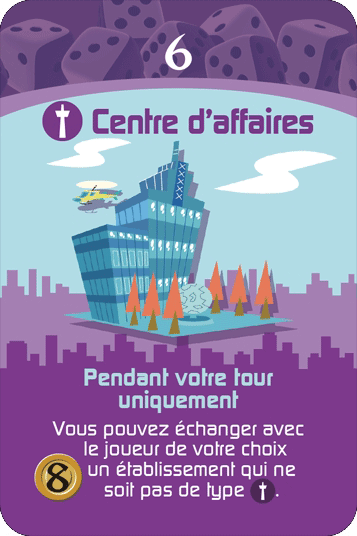 6
Centre d'affaires
Pendant votre tour
uniquement
Vous pouvez échanger avec
le joueur de votre choix
un établissement qui ne
soit pas de type .
8